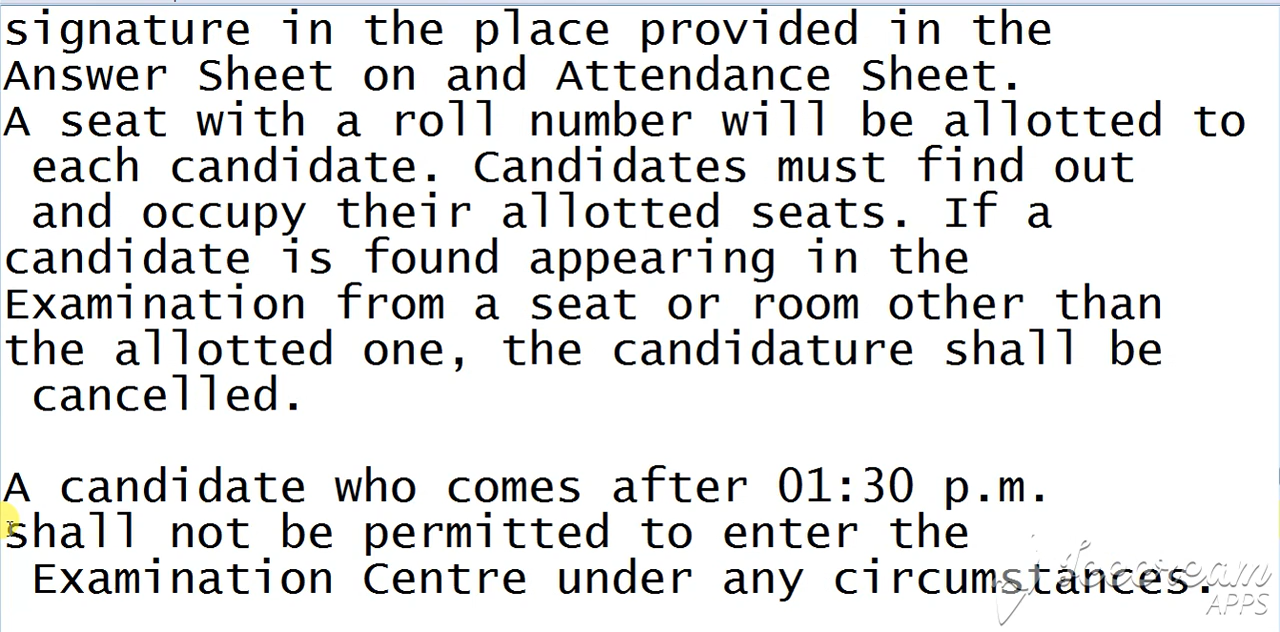 signature in the place provided in the
Answer Sheet on and Attendance Sheet.
A seat with a roll number will be allotted to
each candidate. Candidates must find out
and occupy their allotted seats. If a
candidate is found appearing in the
Examination from a seat or room other than
the allotted one, the candidature shall be
cancelled.
A candidate who comes after 01:30 p.m.
shall not be permitted to enter the
Examination Centre under any circumstances.
Icecream
APPS